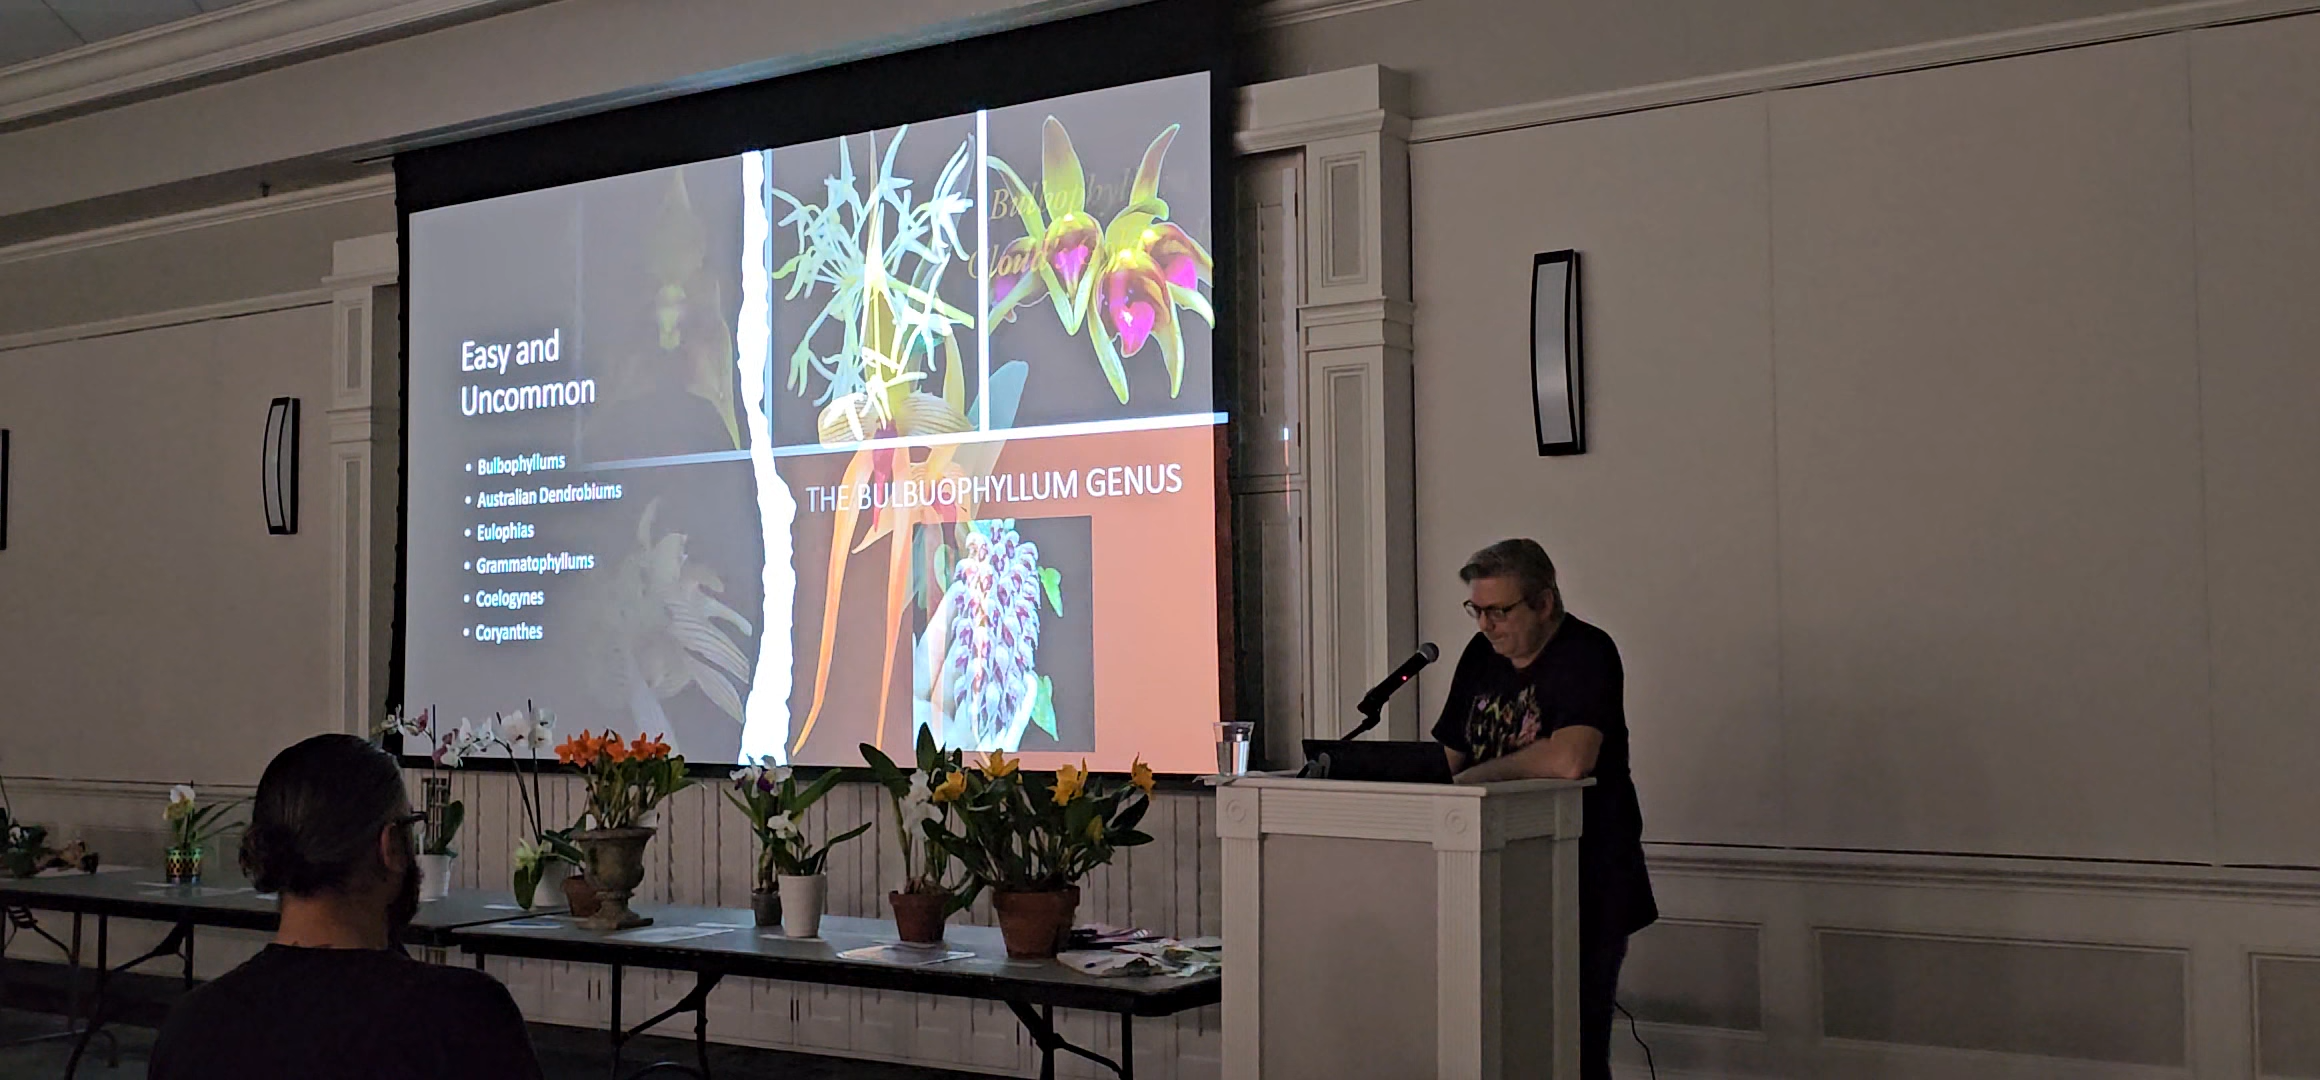 Easy and
Uncommon
• Bulbophyllums
• Australian Dendrobiums
• Eulophias
• Grammatophyllums
• Coelogynes
• Coryanthes
THE BULBUOPHYLLUM GENUS